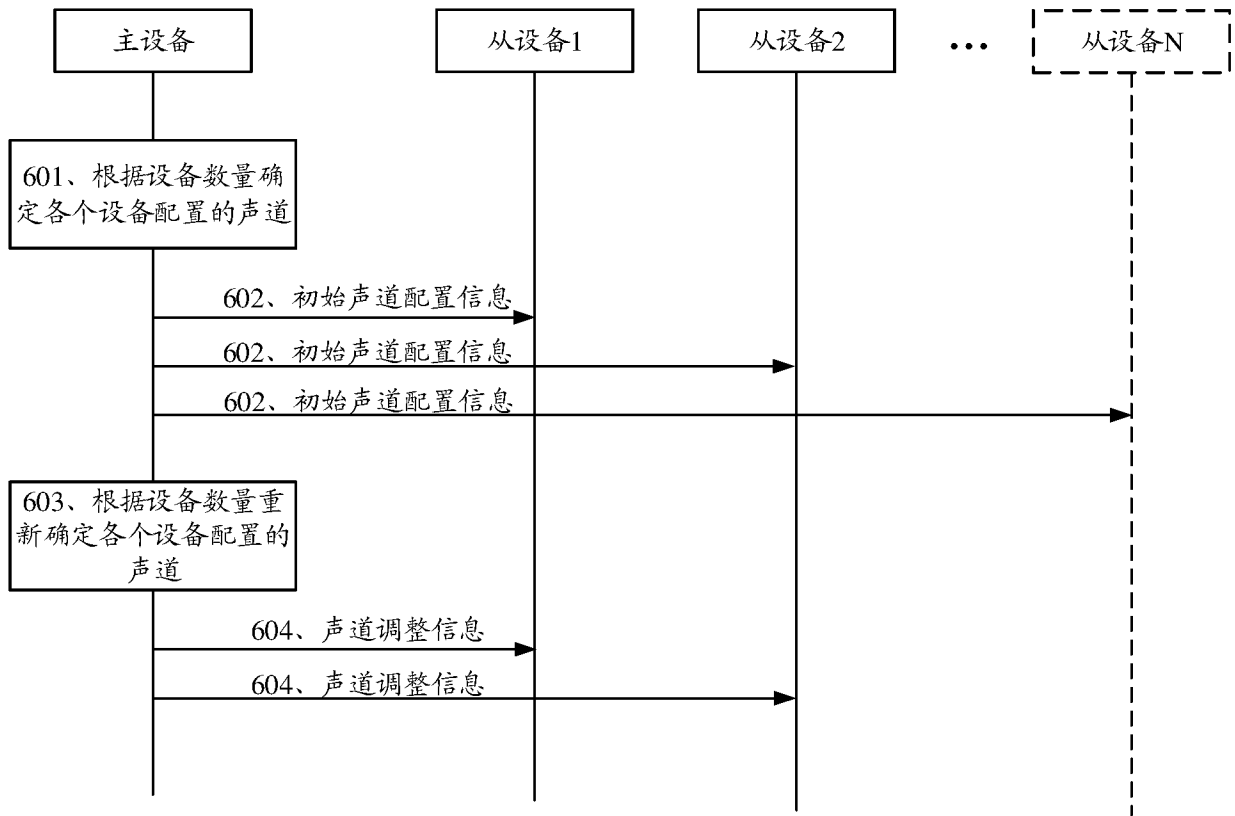 主设备
从设备1
从设备2
•••
从设备N
601、根据设备数量确
定各个设备配置的声道
602、初始声道配置信息
602、初始声道配置信息
602、初始声道配置信息
603、根据设备数量重
新确定各个设备配置的
声道
604、声道调整信息
604、声道调整信息